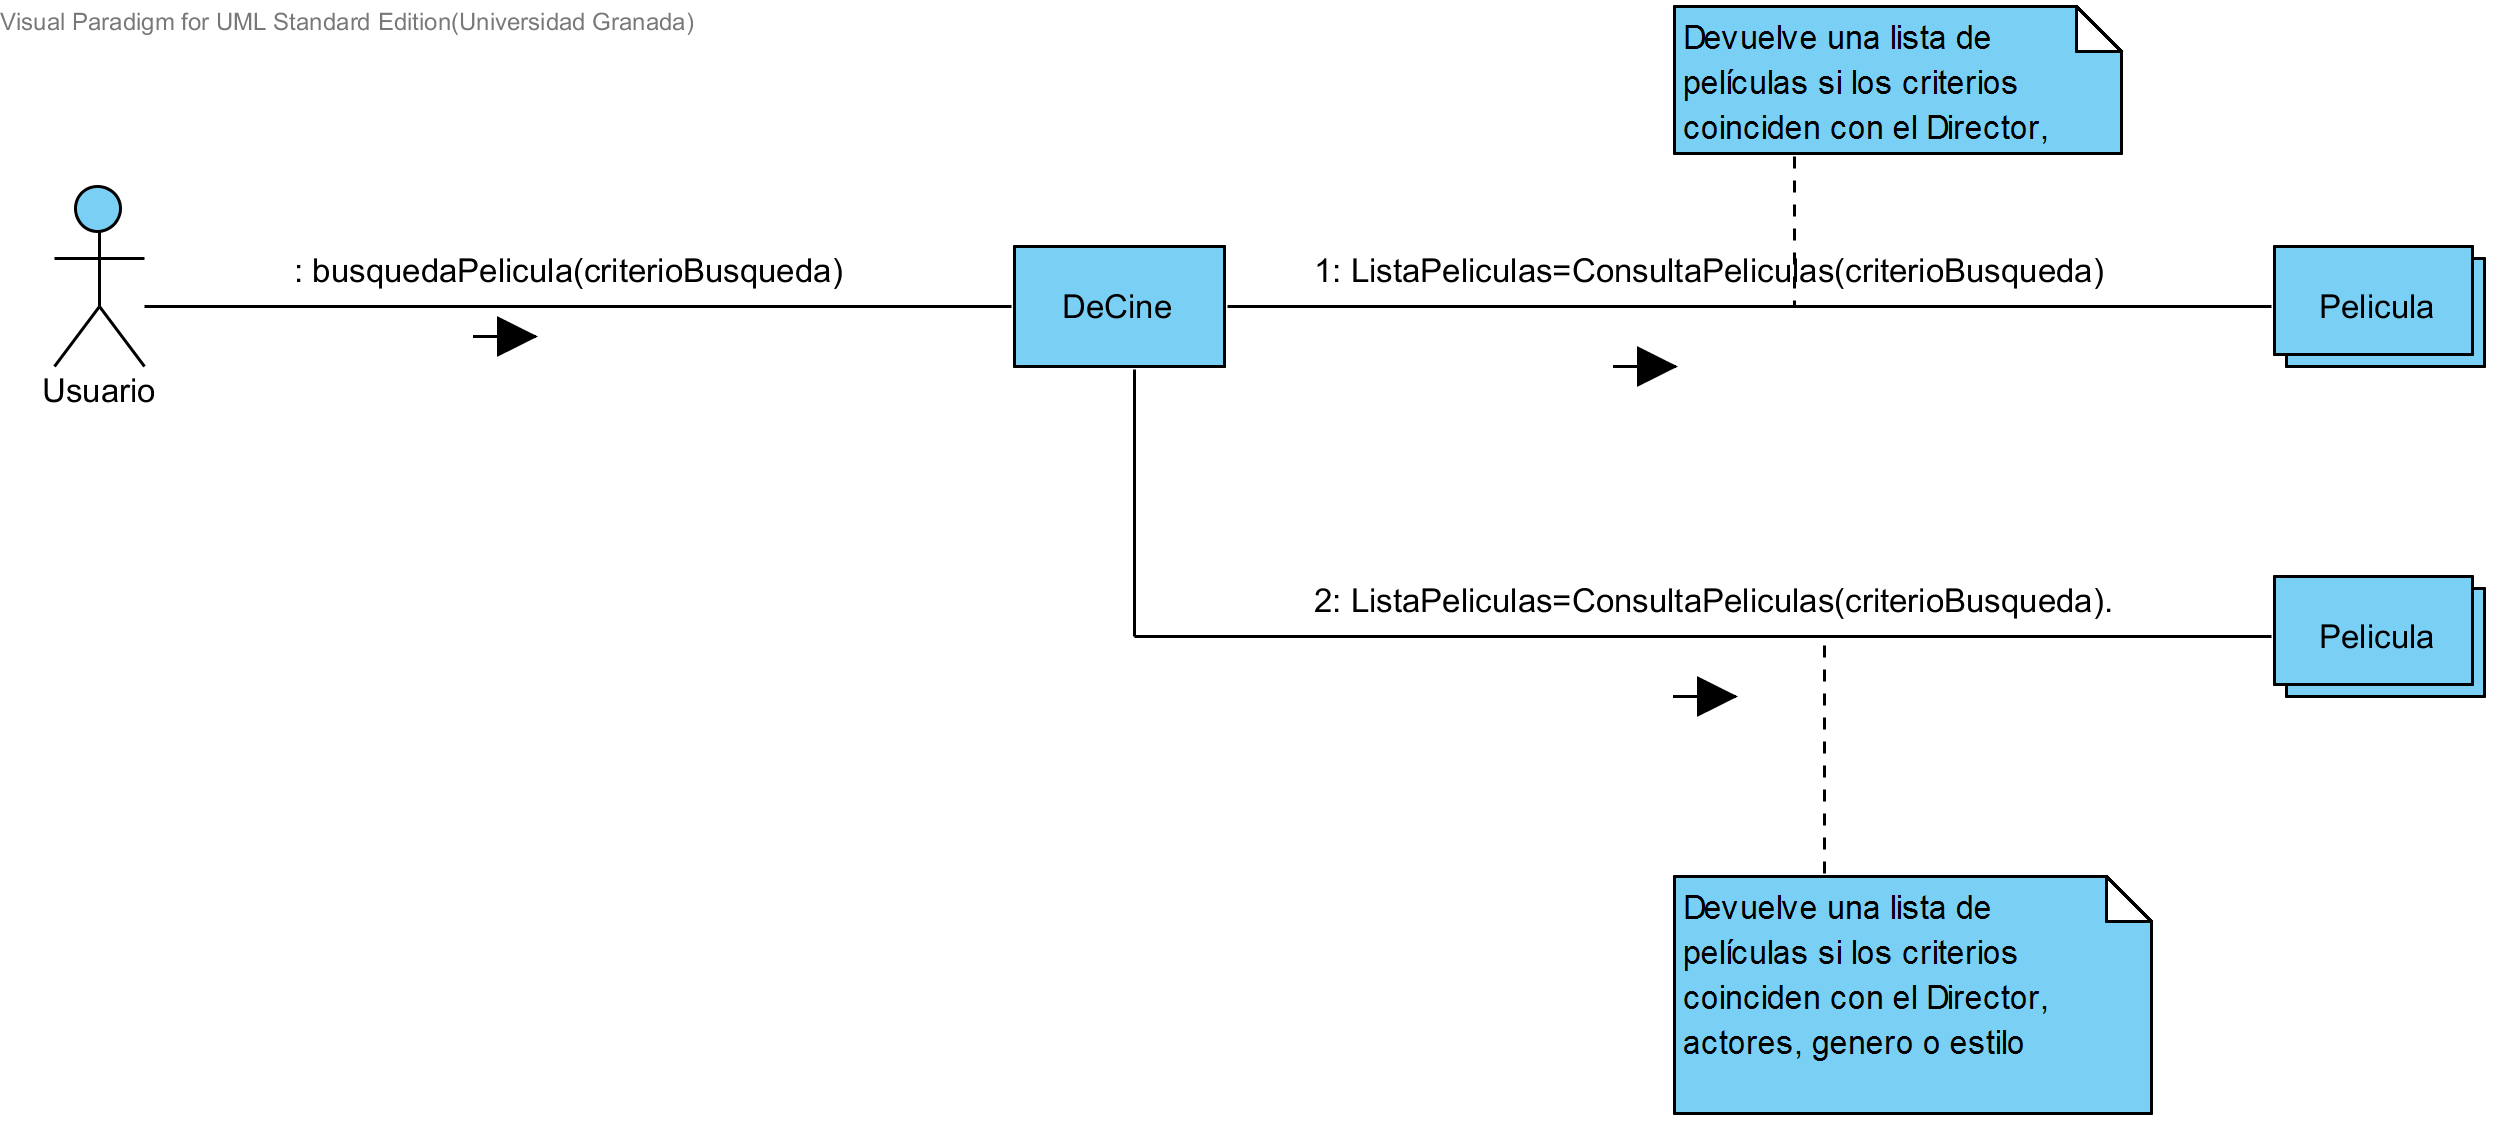 Visual Paradigm for UML Standard Edition(Universidad Granada)
Devuelve una lista de
películas si los criterios
coinciden con el Director,
: busquedaPelicula(criterioBusqueda)
1: ListaPeliculas=ConsultaPeliculas(criterioBusqueda)
DeCine
Pelicula
Usuario
2: ListaPeliculas=ConsultaPeliculas(criterioBusqueda).
Pelicula
Devuelve una lista de
películas si los criterios
coinciden con el Director,
actores, genero o estilo